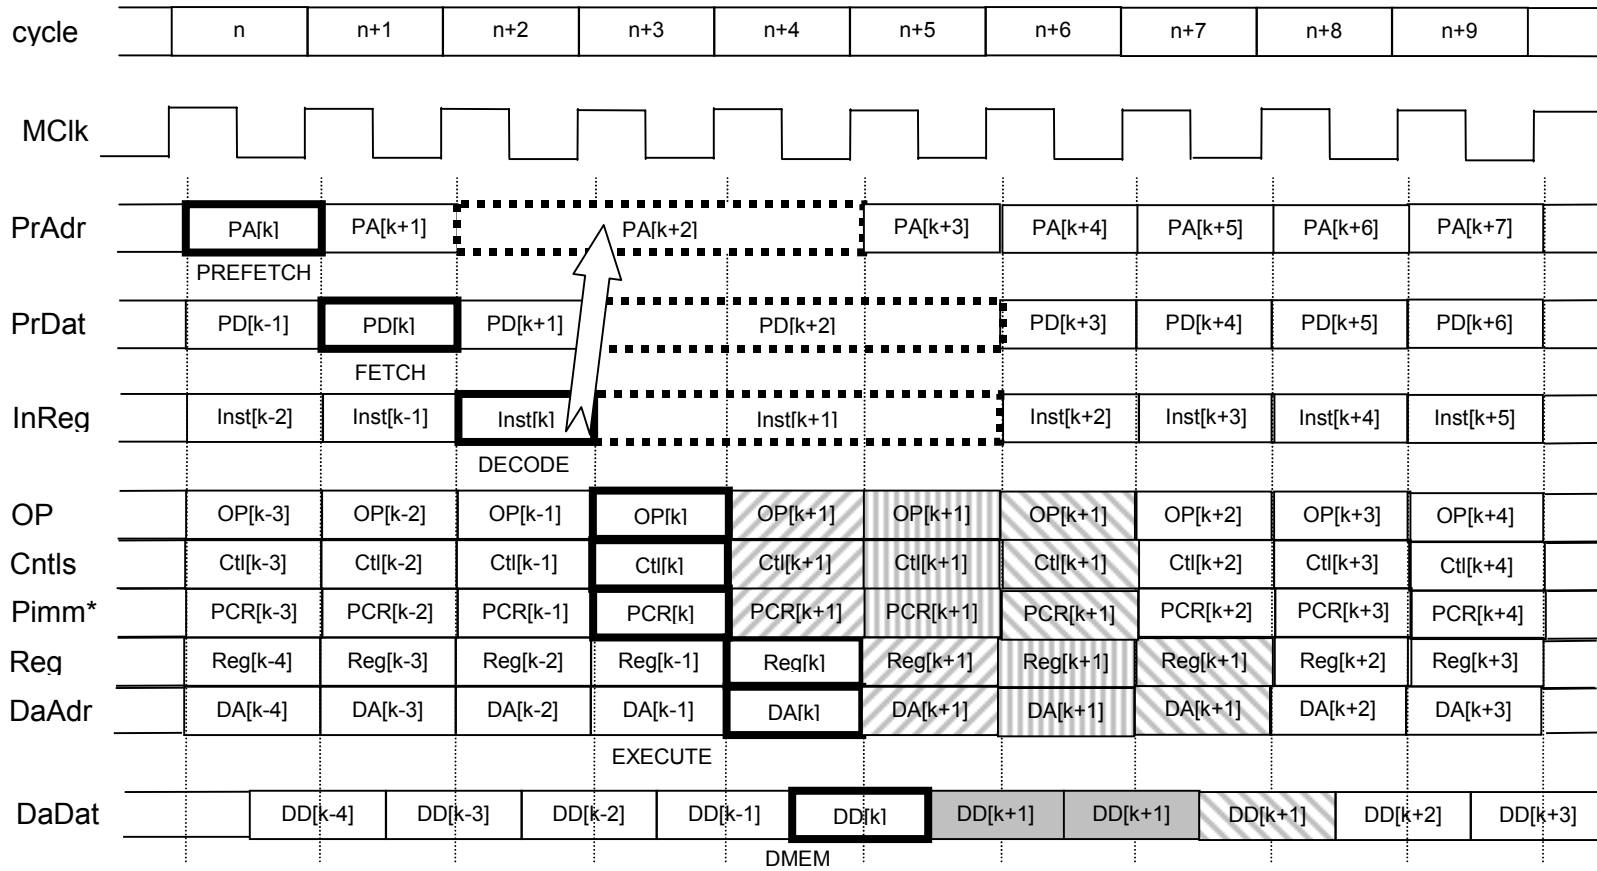 cycle n n+1 n+2 n+3 n+4 n+5 n+6 n+7 n+8 n+9
MClk
PrAdr PA[k] PA[k+1] PA[k+2] PA[k+3] PA[k+4] PA[k+5] PA[k+6] PA[k+7]
PREFETCH
PrDat PD[k-1] PD[k] PD[k+1] PD[k+2] PD[k+3] PD[k+4] PD[k+5] PD[k+6]
FETCH
InReg Inst[k-2] Inst[k-1] Inst[k] Inst[k+1] Inst[k+2] Inst[k+3] Inst[k+4] Inst[k+5]
DECODE
OP OP[k-3] OP[k-2] OP[k-1] OP[k] OP[k+1] OP[k+1] OP[k+1] OP[k+2] OP[k+3] OP[k+4]
Cntls Ctl[k-3] Ctl[k-2] Ctl[k-1] Ctl[k] Ctl[k+1] Ctl[k+1] Ctl[k+1] Ctl[k+2] Ctl[k+3] Ctl[k+4]
Pimm* PCR[k-3] PCR[k-2] PCR[k-1] PCR[k] PCR[k+1] PCR[k+1] PCR[k+1] PCR[k+2] PCR[k+3] PCR[k+4]
Reg Reg[k-4] Reg[k-3] Reg[k-2] Reg[k-1] Reg[k] Reg[k+1] Reg[k+1] Reg[k+1] Reg[k+2] Reg[k+3]
DaAdr DA[k-4] DA[k-3] DA[k-2] DA[k-1] DA[k] DA[k+1] DA[k+1] DA[k+1] DA[k+2] DA[k+3]
EXECUTE
DaDat DD[k-4] DD[k-3] DD[k-2] DD[k-1] DD[k] DD[k+1] DD[k+1] DD[k+1] DD[k+2] DD[k+3]
DMEM